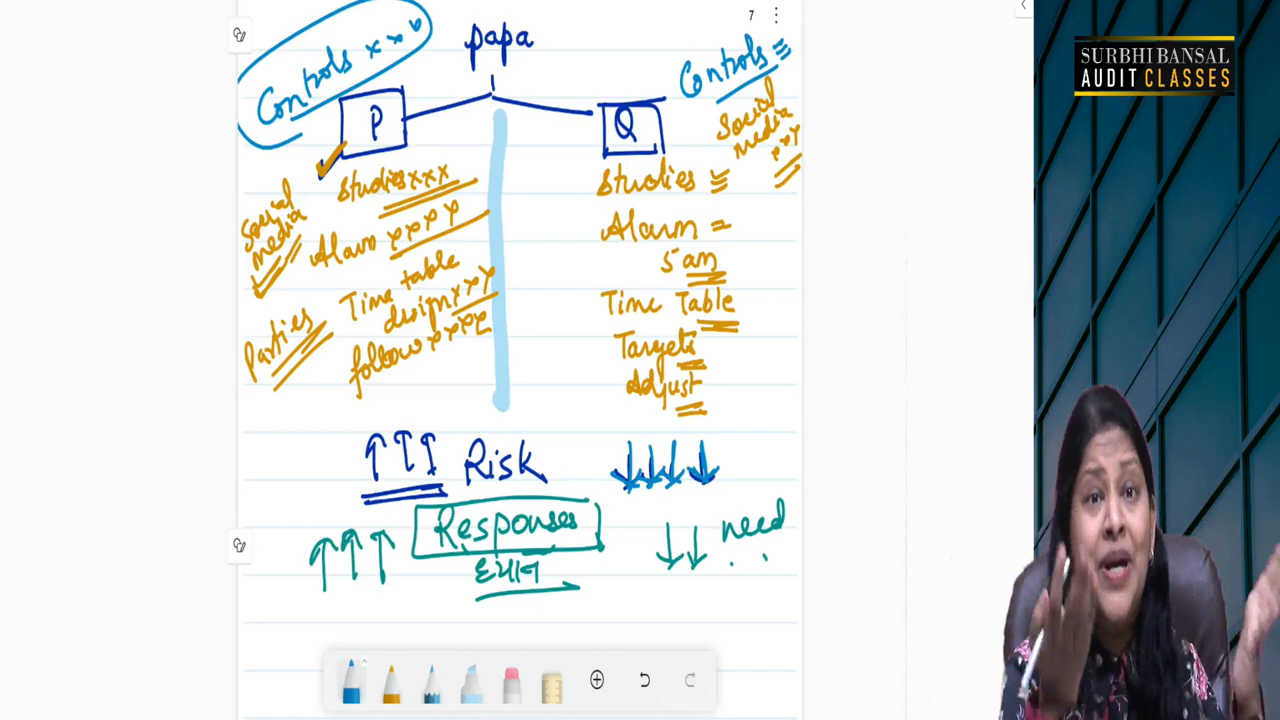 7
SURBHI BANSAL
AUDIT CLASSES
papa
Controls xx
P
Studies xxx
Social media
Alarm xxxx
Time table
design xxx
follow xxxx
Parties
Controls
Social
media
xxx
Q
Studies
Alarm =
5 am
Time Table
Targets
Adjust
↑↑↑ Risk ↓↓↓↓
↑↑↑ Responses ↓↓ need
ध्यान